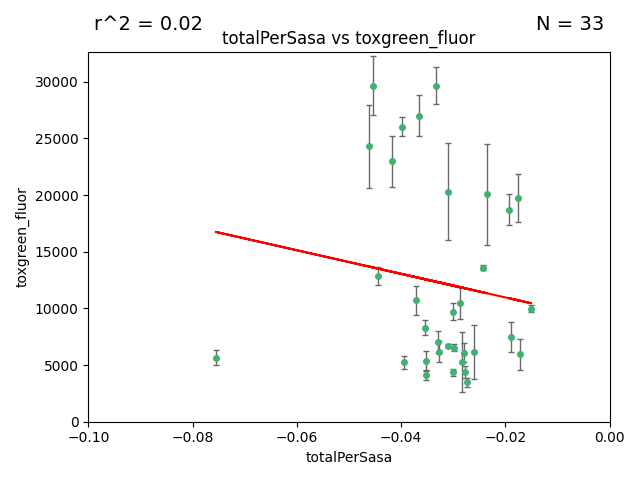 r^2 = 0.02
N = 33
totalPerSasa vs toxgreen_fluor
30000
25000
20000
15000
10000
5000
0
toxgreen_fluor
−0.10
−0.08
−0.06
−0.04
−0.02
0.00
totalPerSasa